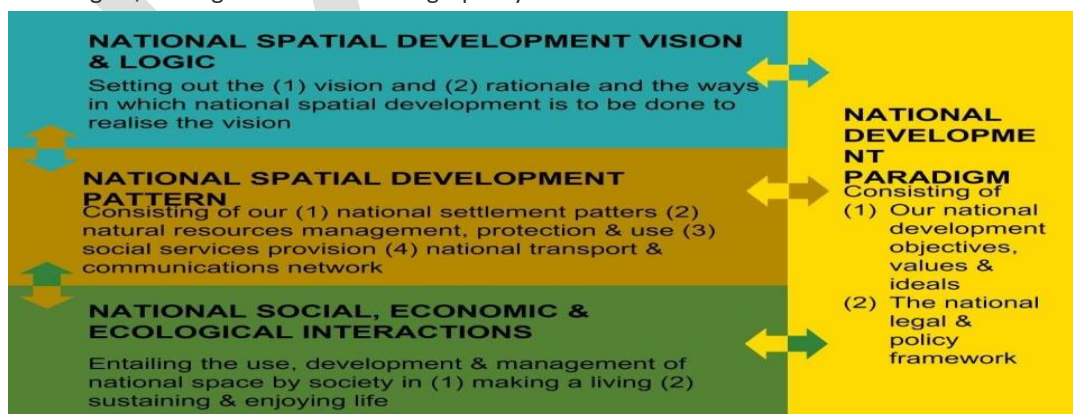 NATIONAL SPATIAL DEVELOPMENT VISION
& LOGIC
Setting out the (1) vision and (2) rationale and the ways
in which national spatial development is to be done to
realise the vision
NATIONAL SPATIAL DEVELOPMENT
PATTERN
Consisting of our (1) national settlement patters (2)
natural resources management, protection & use (3)
social services provision (4) national transport &
communications network
NATIONAL SOCIAL, ECONOMIC &
ECOLOGICAL INTERACTIONS
Entailing the use, development & management of
national space by society in (1) making a living (2)
sustaining & enjoying life
NATIONAL
DEVELOPME
NT
PARADIGM
Consisting of
(1) Our national
development
objectives,
values &
ideals
(2) The national
legal &
policy
framework